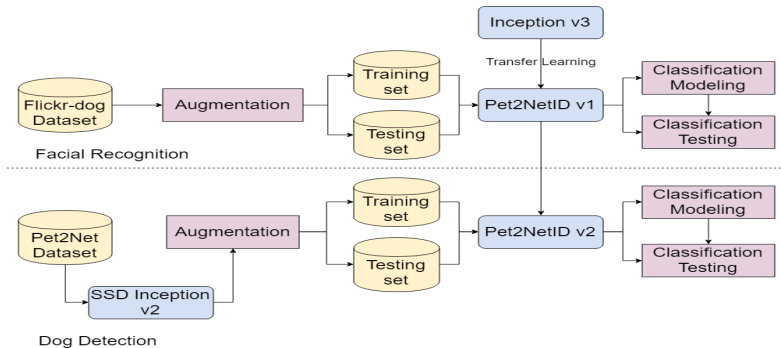 Inception v3
Transfer Learning
Flickr-dog
Dataset
Augmentation
Training
set
Testing
set
Pet2NetID v1
Classification
Modeling
Classification
Testing
Facial Recognition
Pet2Net
Dataset
SSD Inception
v2
Augmentation
Training
set
Testing
set
Pet2NetID v2
Classification
Modeling
Classification
Testing
Dog Detection